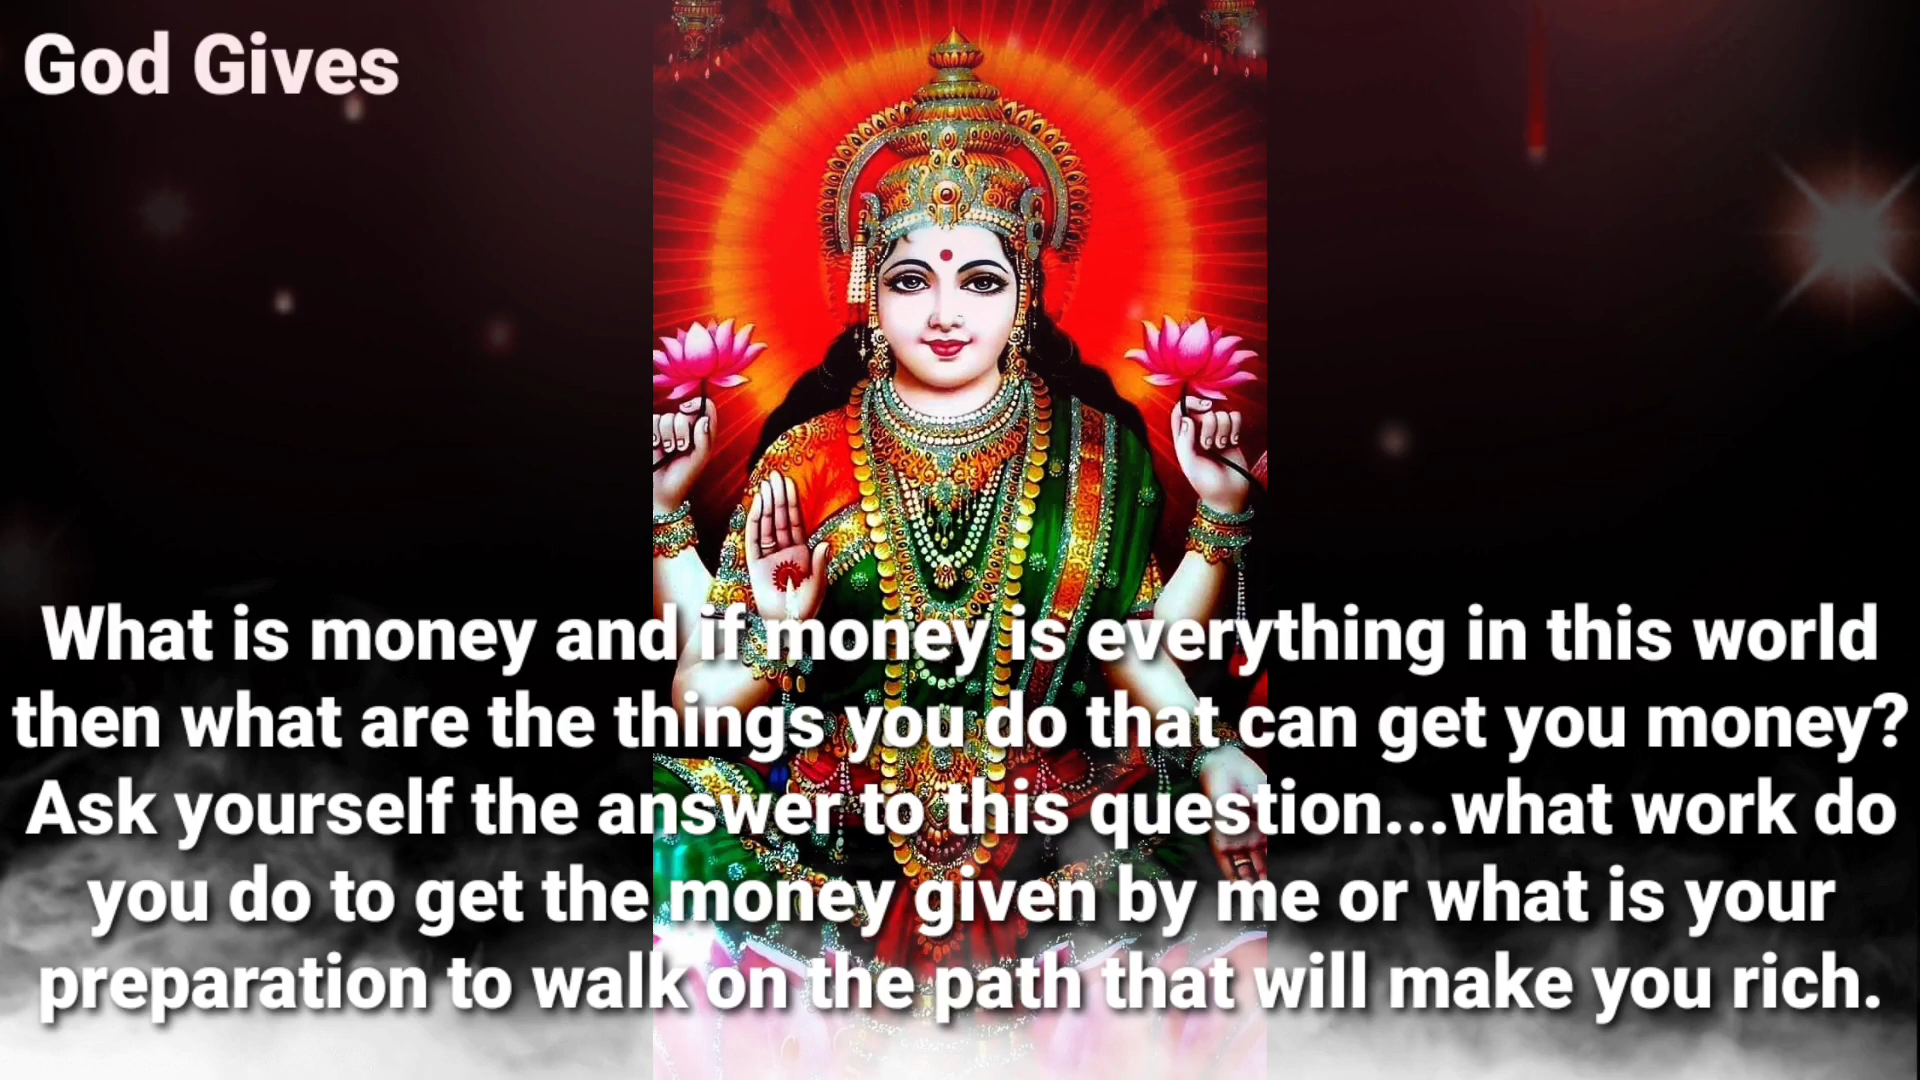 God Gives
What is money and if money is everything in this world
then what are the things you do that can get you money?
Ask yourself the answer to this question...what work do
you do to get the money given by me or what is your
preparation to walk on the path that will make you rich.